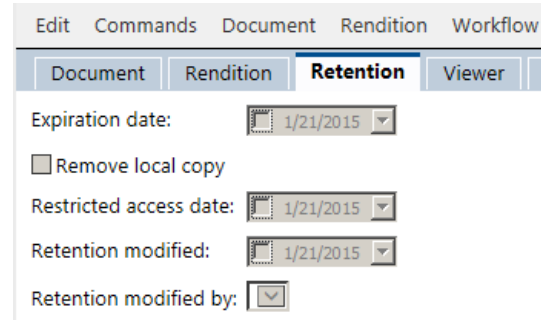 Edit Commands Document Rendition Workflow
Document Rendition Retention Viewer
Expiration date: 1/21/2015
Remove local copy
Restricted access date: 1/21/2015
Retention modified: 1/21/2015
Retention modified by: